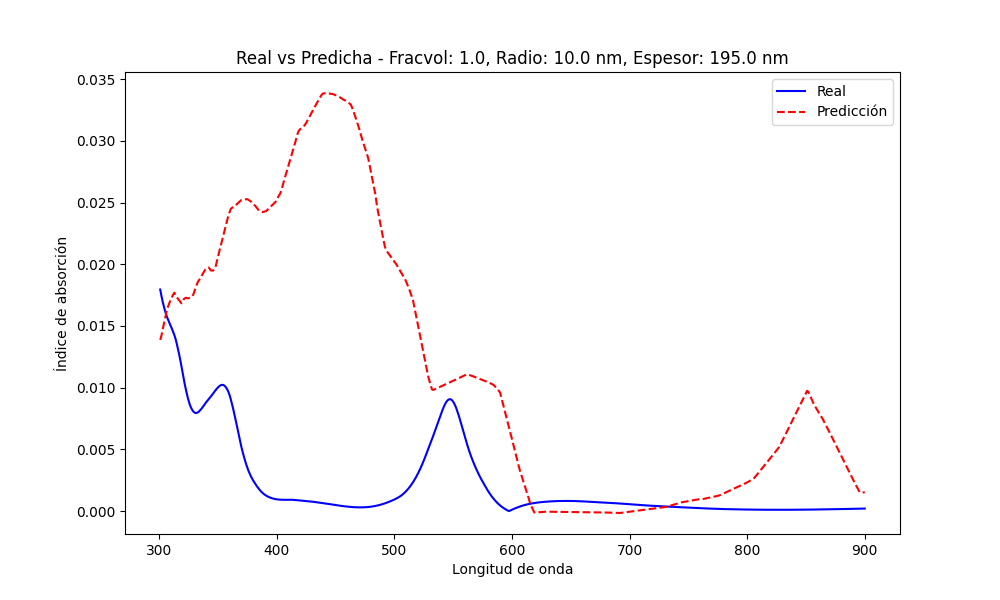 Real vs Predicha - Fracvol: 1.0, Radio: 10.0 nm, Espesor: 195.0 nm
Real
Predicción
0.035
0.030
0.025
0.020
0.015
0.010
0.005
0.000
Índice de absorción
300 400 500 600 700 800 900
Longitud de onda